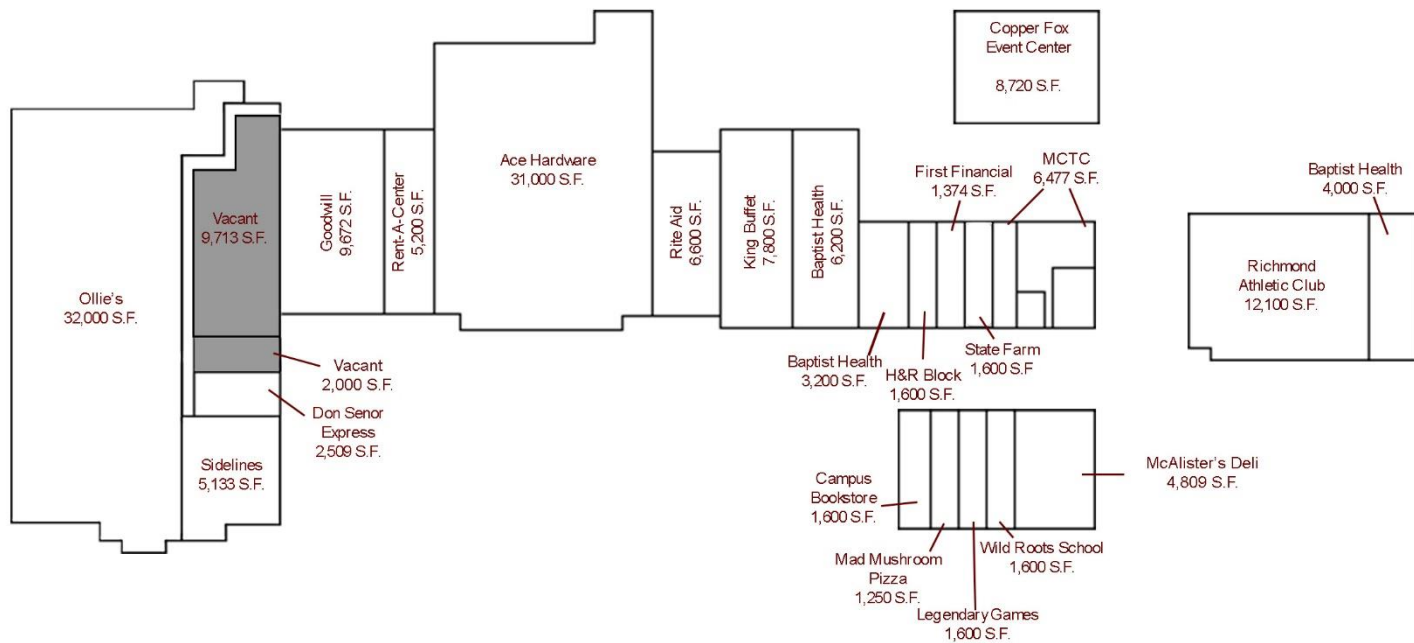 Copper Fox
Event Center
8,720 S.F.
Ollie's
32,000 S.F.
Vacant
9,713 S.F.
Vacant
2,000 S.F.
Don Senor
Express
2,509 S.F.
Sidelines
5,133 S.F.
Goodwill
9,672 S.F.
Rent-A-Center
5,200 S.F.
Ace Hardware
31,000 S.F.
Rite Aid
6,600 S.F.
King Buffet
7,800 S.F.
Baptist Health
6,200 S.F.
Baptist Health
3,200 S.F.
H&R Block
1,600 S.F.
First Financial
1,374 S.F.
State Farm
1,600 S.F
MCTC
6,477 S.F.
Baptist Health
4,000 S.F.
Richmond
Athletic Club
12,100 S.F.
Campus
Bookstore
1,600 S.F.
Mad Mushroom
Pizza
1,250 S.F.
Legendary Games
1,600 S.F.
Wild Roots School
1,600 S.F.
McAlister's Deli
4,809 S.F.